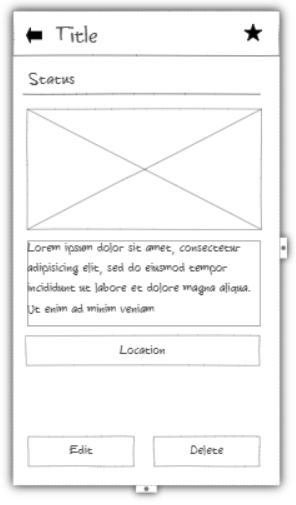 Title
Status
Lorem ipsum dolor sit amet, consectetur
adipisicing elit, sed do eiusmod tempor
incididunt ut labore et dolore magna aliqua.
Ut enim ad minim veniam
Location
Edit
Delete